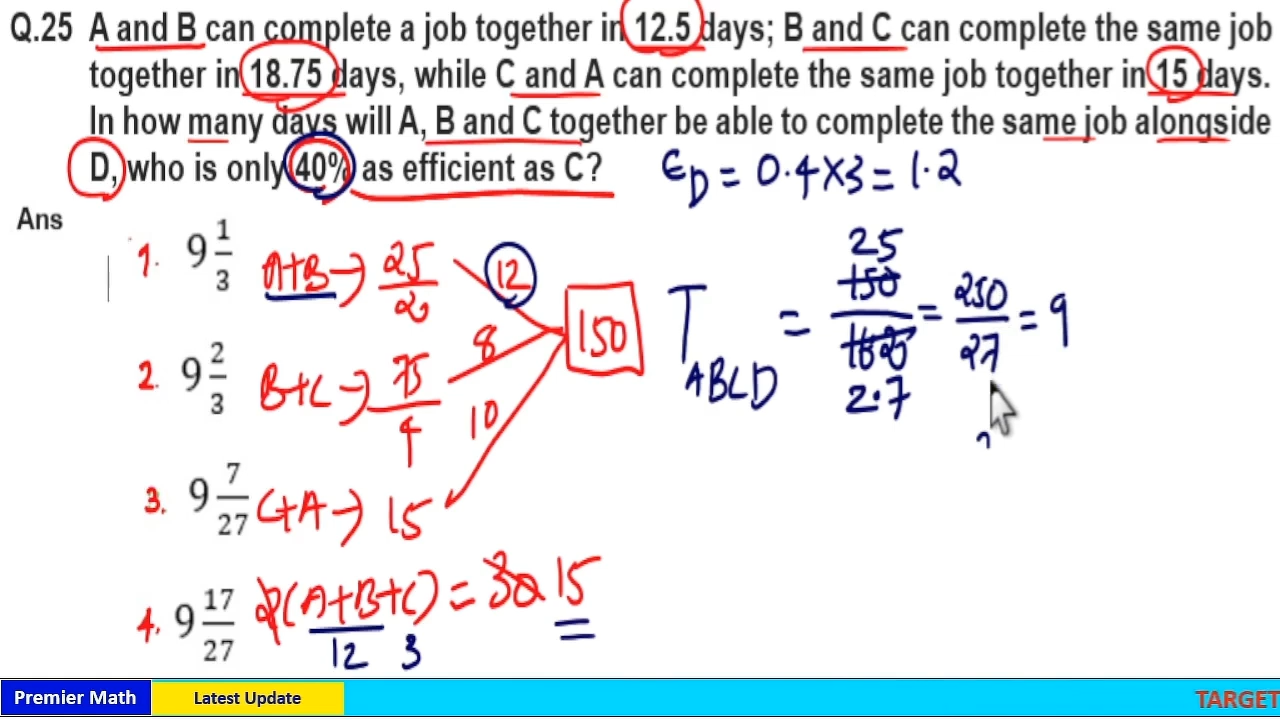 Q.25 A and B can complete a job together in 12.5 days; B and C can complete the same job
together in 18.75 days, while C and A can complete the same job together in 15 days.
In how many days will A, B and C together be able to complete the same job alongside
D, who is only 40% as efficient as C?
ED = 0.4×3 = 1.2
Ans
1. 9 1/3
A+B → 25/2
12
2. 9 2/3
B+C → 75/4
8
150
3. 9 7/27
C+A → 15
10
4. 9 17/27
2(A+B+C) = 30 15
12 3
T ABCD = 150/16.20 = 250/27 = 9
25
2.7
Premier Math
Latest Update
TARGET